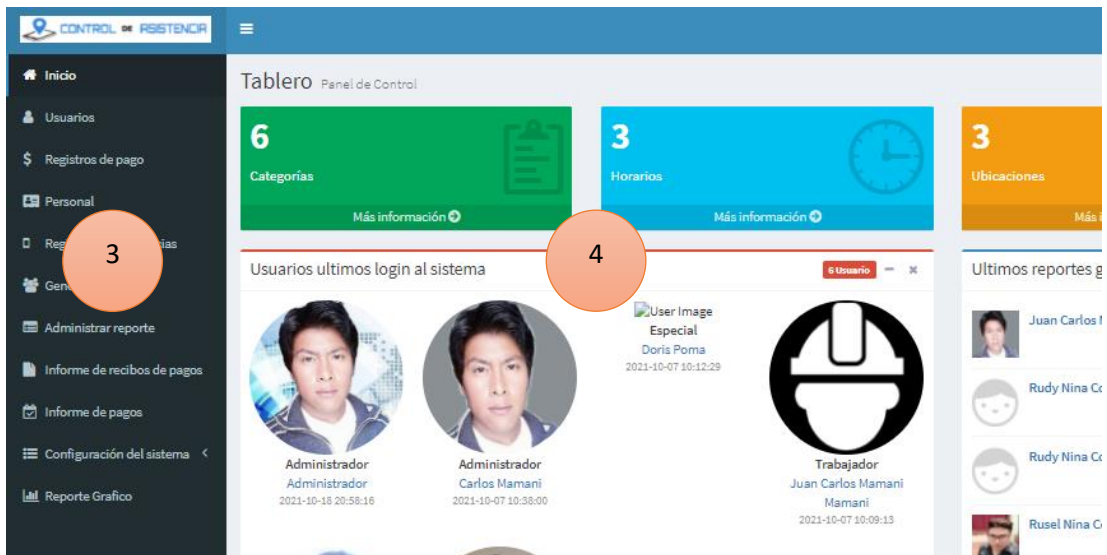 CONTROL DE ASISTENCIA
Inicio
Usuarios
$ Registros de pago
Personal
Reg
3
Gen
Administrar reporte
Informe de recibos de pagos
Informe de pagos
Configuración del sistema <
Reporte Grafico
Tablero Panel de Control
6
Categorías
Más información
3
Horarios
Más información
3
Ubicaciones
Más
4
Usuarios ultimos login al sistema
6 Usuario
Administrador
Administrador
2021-10-18 20:58:16
Administrador
Carlos Mamani
2021-10-07 10:38:00
User Image
Especial
Doris Poma
2021-10-07 10:12:29
Trabajador
Juan Carlos Mamani
Mamani
2021-10-07 10:09:13
Ultimos reportes g
Juan Carlos
Rudy Nina Co
Rudy Nina Co
Rusel Nina Co